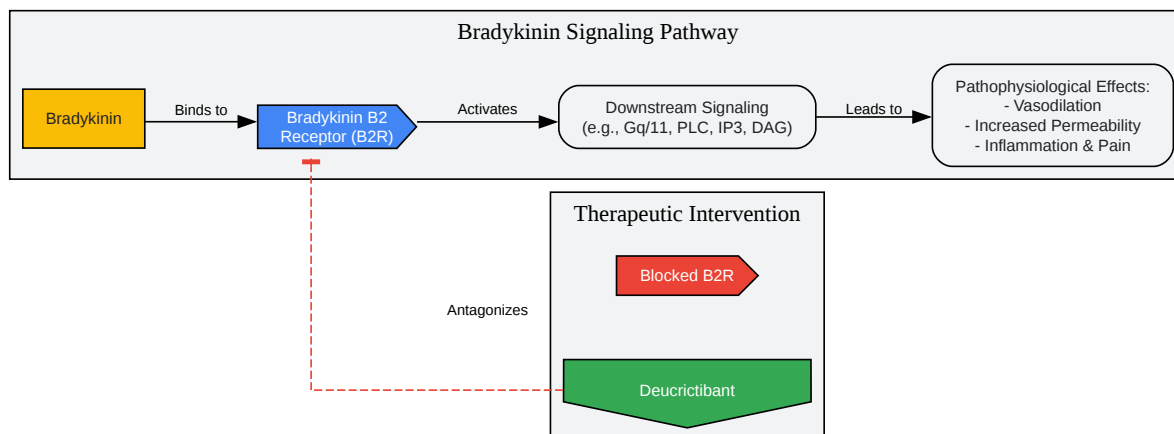 Bradykinin Signaling Pathway
Bradykinin
Binds to
Bradykinin B2
Receptor (B2R)
Activates
Downstream Signaling
(e.g., Gq/11, PLC, IP3, DAG)
Leads to
Pathophysiological Effects:
- Vasodilation
- Increased Permeability
- Inflammation & Pain
Therapeutic Intervention
Blocked B2R
Antagonizes
Deucrictibant